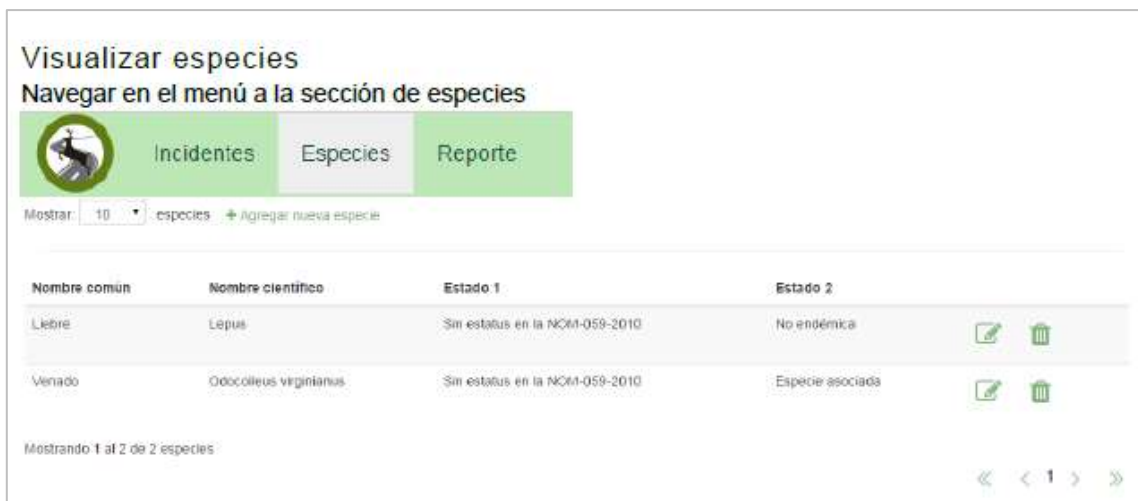 Visualizar especies
Navegar en el menú a la sección de especies
Incidentes Especies Reporte
Mostrar: 10 especies + Agregar nueva especie
Nombre común Nombre científico Estado 1 Estado 2
Liebre Lepus Sin estatus en la NOM-059-2010 No endémica
Venado Odocoileus virginianus Sin estatus en la NOM-059-2010 Especie asociada
Mostrando 1 al 2 de 2 especies
« < 1 > »